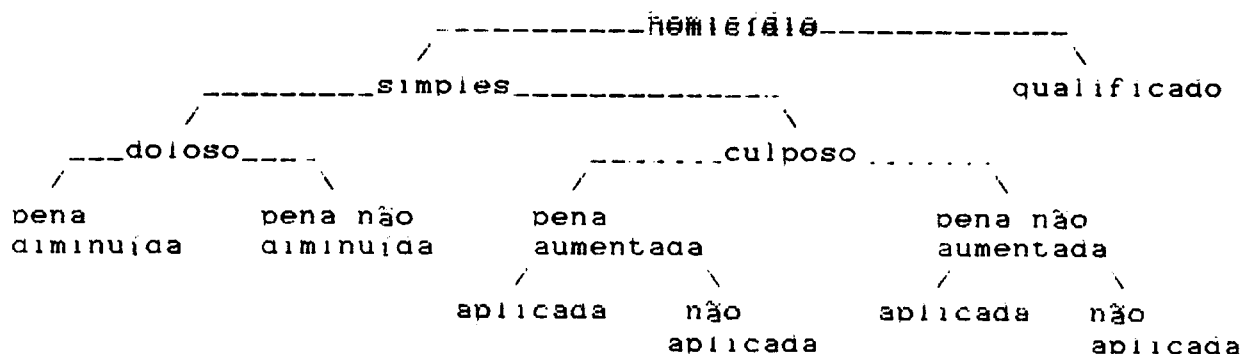 homicídio
simples qualificado
doloso culposo
pena pena não pena pena não
diminuída diminuída aumentada aumentada
aplicada não aplicada não
aplicada aplicada